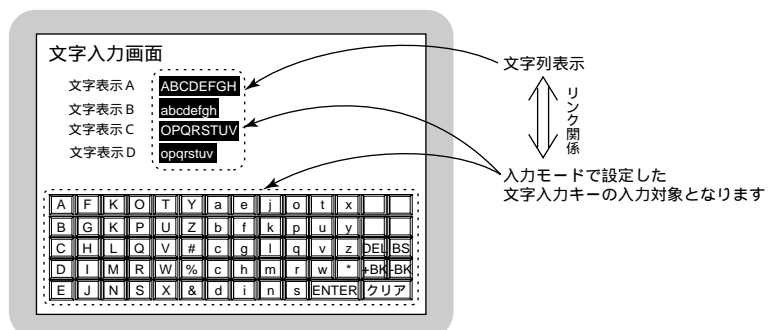 文字入力画面
文字表示A ABCDEFGH
文字表示B abcdefgh
文字表示C OPQRSTUV
文字表示D opqrstuv
文字列表示
リンク関係
入力モードで設定した
文字入力キーの入力対象となります
A F K O T Y a e j o t x
B G K P U Z b f k p u y
C H L Q V # c g l q v z DEL BS
D I M R W % c h m r w * +BK -BK
E J N S X & d i n s ENTER クリア